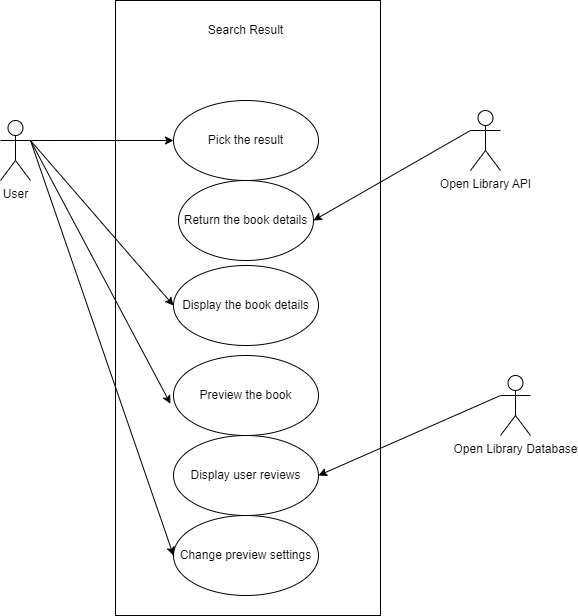 Search Result
Pick the result
User
Open Library API
Return the book details
Display the book details
Preview the book
Open Library Database
Display user reviews
Change preview settings